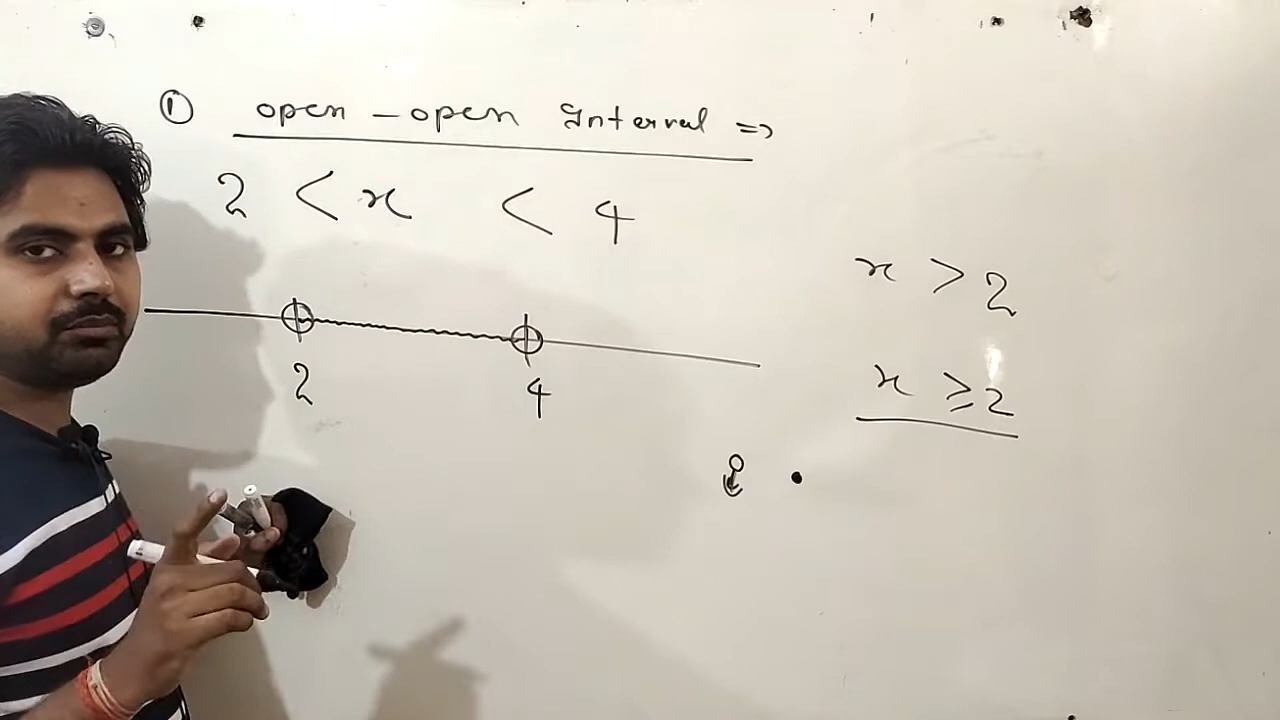 ① open - open Interval =>
2 < x < 4
2 4
x > 2
x ≥ 2